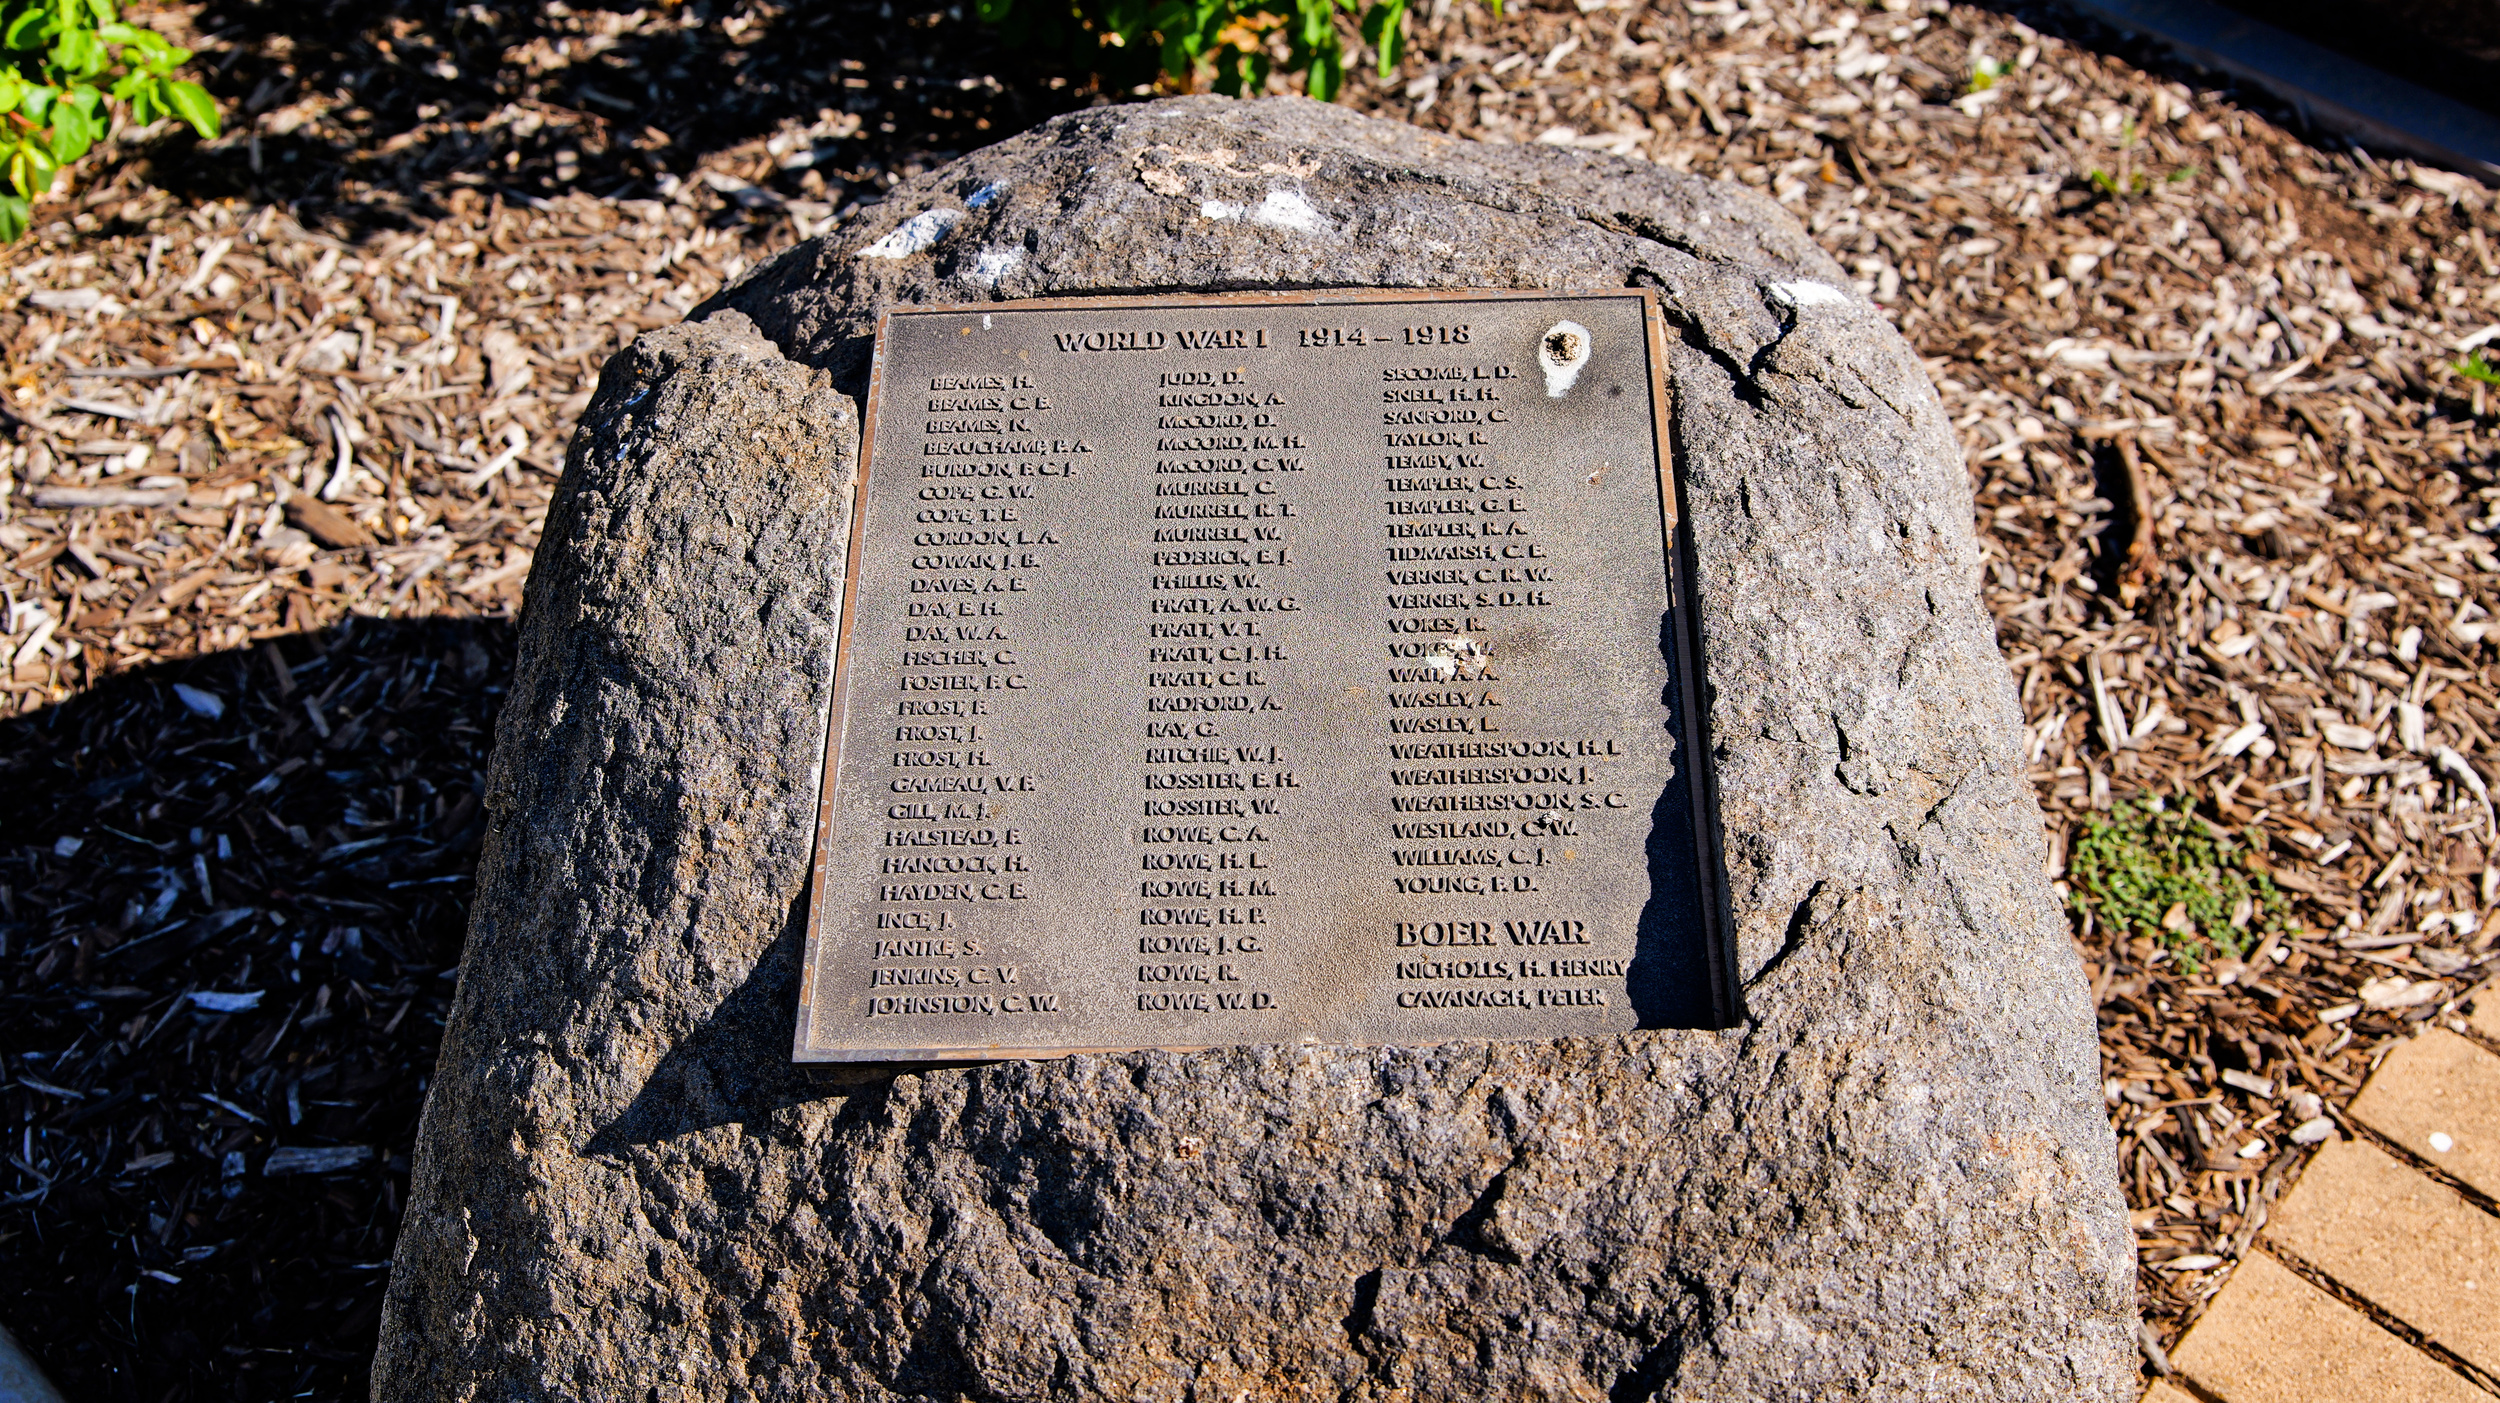 WORLD WAR I 1914 – 1918
BEAMES, H.
BEAMES, C. E.
BEAMES, N.
BEAUCHAMP, P. A.
BURDON, F. C. J.
COPE, G. W.
COPE, T. E.
CORDON, L. A.
COWAN, J. B.
DAVES, A. E.
DAY, E. H.
DAY, W. A.
FISCHER, C.
FOSTER, F. C.
FROST, F.
FROST, J.
FROST, H.
GAMEAU, V. F.
GILL, M. J.
HALSTEAD, F.
HANCOCK, H.
HAYDEN, C. E.
INCE, J.
JANTKE, S.
JENKINS, C. V.
JOHNSTON, C. W.
JUDD, D.
KINGDON, A.
McCORD, D.
McCORD, M. H.
McCORD, C. W.
MURRELL, C.
MURRELL, R. T.
MURRELL, W.
PEDERICK, E. J.
PHILLIS, W.
PRATT, A. W. G.
PRATT, V. T.
PRATT, C. J. H.
PRATT, C. R.
RADFORD, A.
RAY, G.
RITCHIE, W. J.
ROSSITER, E. H.
ROSSITER, W.
ROWE, C. A.
ROWE, H. L.
ROWE, H. M.
ROWE, H. P.
ROWE, J. G.
ROWE, R.
ROWE, W. D.
SECOMB, L. D.
SNELL, H. H.
SANFORD, C.
TAYLOR, R.
TEMBY, W.
TEMPLER, C. S.
TEMPLER, G. E.
TEMPLER, R. A.
TIDMARSH, C. E.
VERNER, C. R. W.
VERNER, S. D. H.
VOKES, R.
VOKES, W.
WAIT, A. A.
WASLEY, A.
WASLEY, L.
WEATHERSPOON, H. L.
WEATHERSPOON, J.
WEATHERSPOON, S. C.
WESTLAND, C. W.
WILLIAMS, C. J.
YOUNG, F. D.
BOER WAR
NICHOLLS, H. HENRY
CAVANAGH, PETER